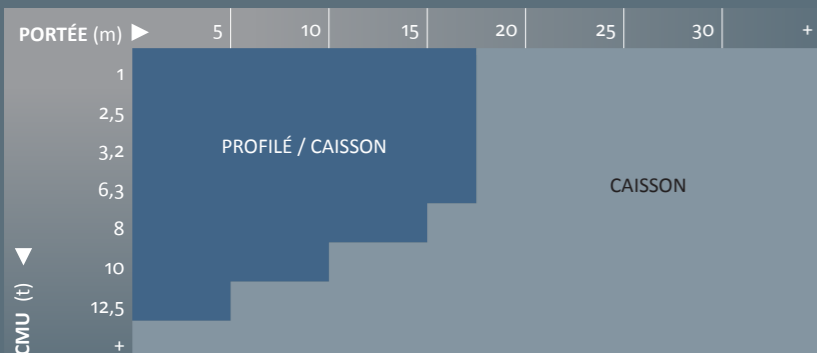 PORTÉE (m) ▶ 5 10 15 20 25 30 +
1
2,5
3,2
PROFILÉ / CAISSON
6,3
CAISSON
8
10
12,5
+
CMU (t) ▶